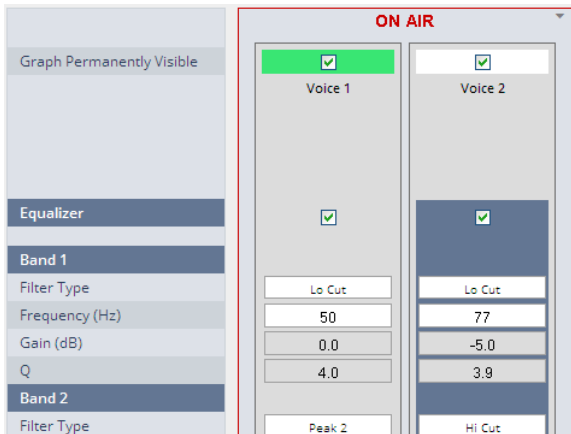 ON AIR
Graph Permanently Visible
Voice 1 Voice 2
Equalizer
Band 1
Filter Type Lo Cut Lo Cut
Frequency (Hz) 50 77
Gain (dB) 0.0 -5.0
Q 4.0 3.9
Band 2
Filter Type Peak 2 Hi Cut